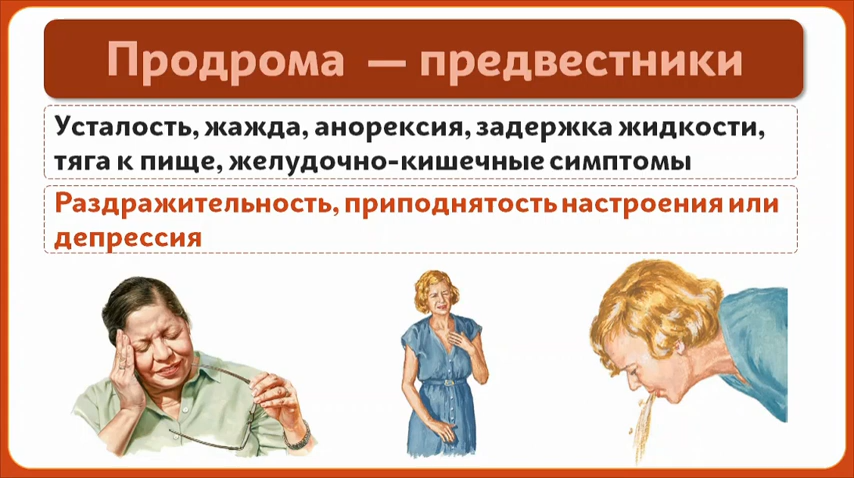 Продрома — предвестники
Усталость, жажда, анорексия, задержка жидкости,
тяга к пище, желудочно-кишечные симптомы
Раздражительность, приподнятость настроения или
депрессия